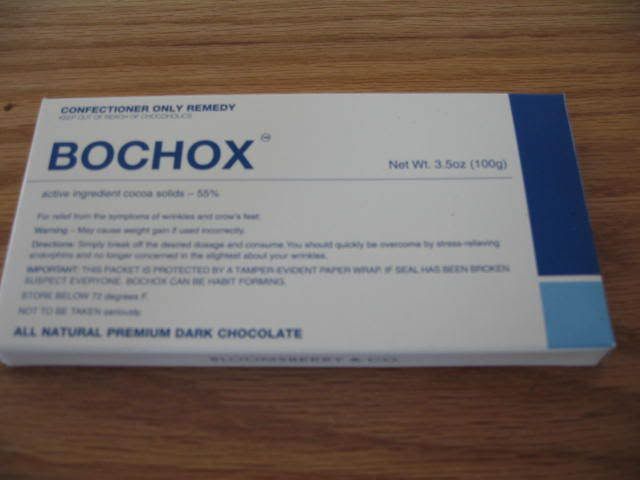 CONFECTIONER ONLY REMEDY
KEEP OUT OF REACH OF CHOCOHOLICS
BOCHOX™
Net Wt. 3.5oz (100g)
active ingredient cocoa solids – 55%
For relief from the symptoms of wrinkles and crow's feet
Warning – May cause weight gain if used incorrectly.
Directions: Simply break off the desired dosage and consume. You should quickly be overcome by stress-relieving
endorphins and no longer concerned in the slightest about your wrinkles.
IMPORTANT: THIS PACKET IS PROTECTED BY A TAMPER-EVIDENT PAPER WRAP. IF SEAL HAS BEEN BROKEN
SUSPECT EVERYONE. BOCHOX CAN BE HABIT FORMING.
STORE BELOW 72 degrees F.
NOT TO BE TAKEN seriously.
ALL NATURAL PREMIUM DARK CHOCOLATE
BLOOMSBERRY & CO.